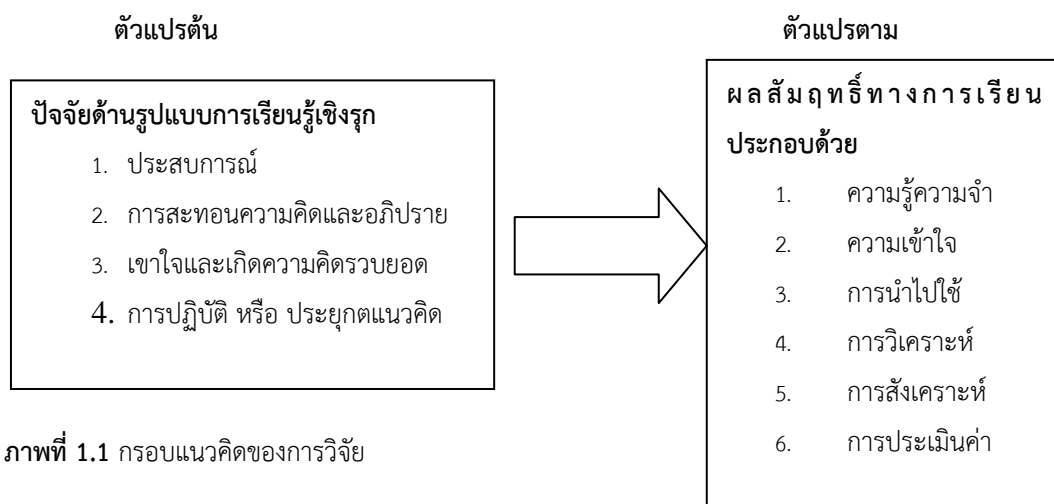 ตัวแปรต้น
ปัจจัยด้านรูปแบบการเรียนรู้เชิงรุก
1. ประสบการณ์
2. การสะทอนความคิดและอภิปราย
3. เขาใจและเกิดความคิดรวบยอด
4. การปฏิบัติ หรือ ประยุกตแนวคิด
ตัวแปรตาม
ผลสัมฤทธิ์ทางการเรียน
ประกอบด้วย
1. ความรู้ความจำ
2. ความเข้าใจ
3. การนำไปใช้
4. การวิเคราะห์
5. การสังเคราะห์
6. การประเมินค่า
ภาพที่ 1.1 กรอบแนวคิดของการวิจัย